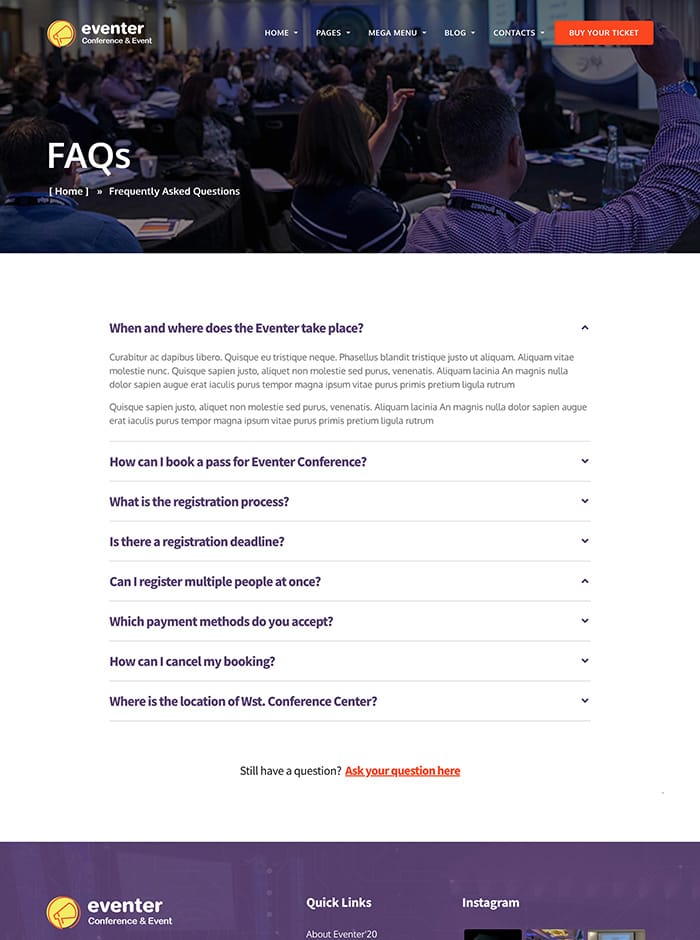 eventer
Conference & Event
HOME PAGES MEGA MENU BLOG CONTACTS BUY YOUR TICKET
FAQs
[ Home ] » Frequently Asked Questions
When and where does the Eventer take place?
Curabitur ac dapibus libero. Quisque eu tristique neque. Phasellus blandit tristique justo ut aliquam. Aliquam vitae
molestie nunc. Quisque sapien justo, aliquet non molestie sed purus, venenatis. Aliquam lacinia An magnis nulla
dolor sapien augue erat iaculis purus tempor magna ipsum vitae purus primis pretium ligula rutrum
Quisque sapien justo, aliquet non molestie sed purus, venenatis. Aliquam lacinia An magnis nulla dolor sapien augue
erat iaculis purus tempor magna ipsum vitae purus primis pretium ligula rutrum
How can I book a pass for Eventer Conference?
What is the registration process?
Is there a registration deadline?
Can I register multiple people at once?
Which payment methods do you accept?
How can I cancel my booking?
Where is the location of Wst. Conference Center?
Still have a question? Ask your question here
eventer
Conference & Event
Quick Links
About Eventer'20
Instagram